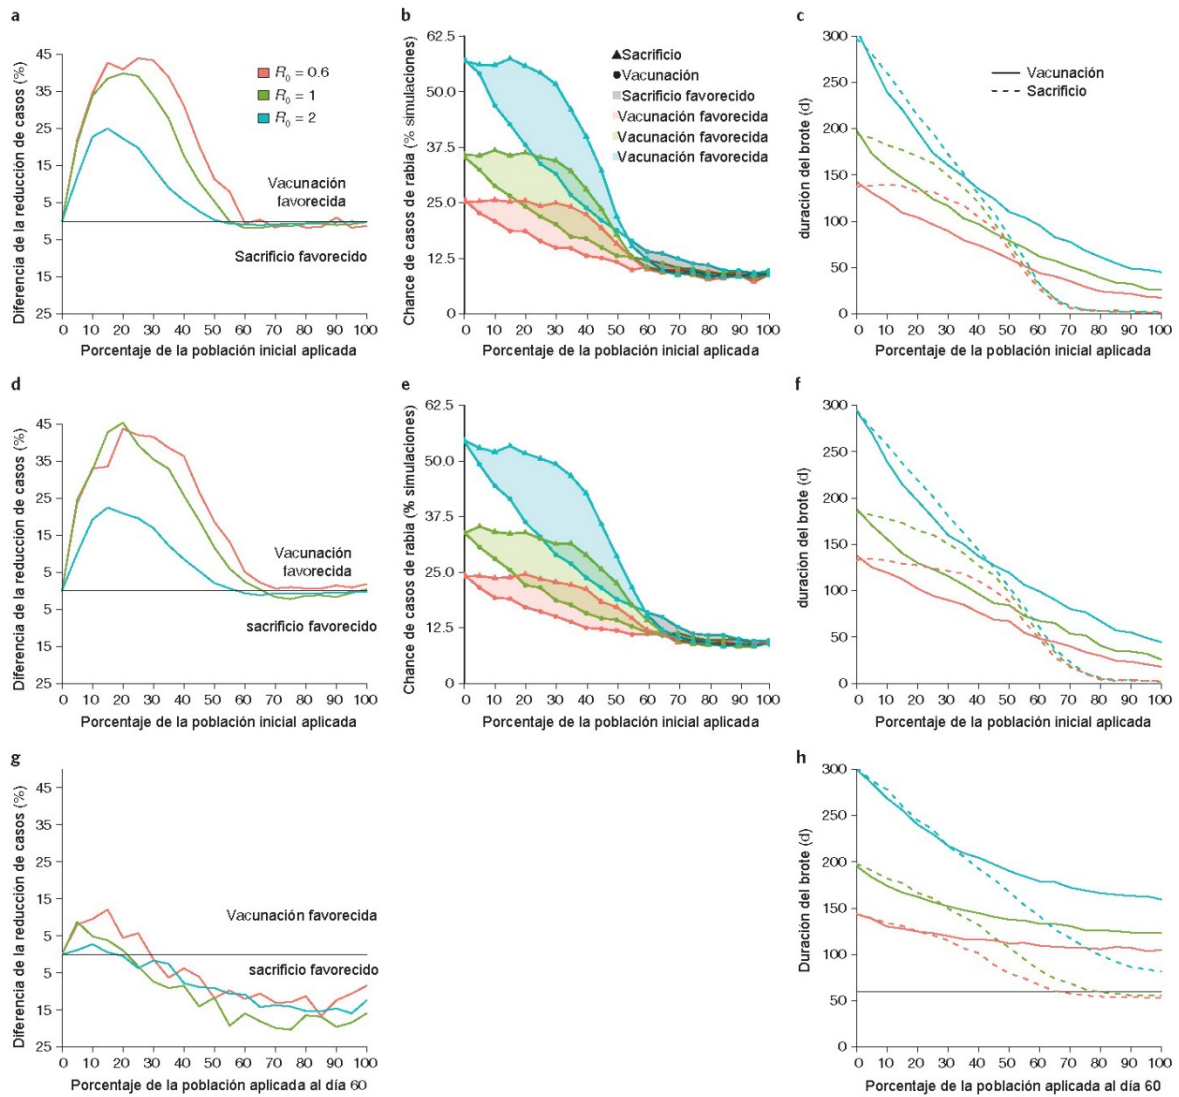 a
Diferencia de la reducción de casos (%)
45
35
25
15
5
5
15
25
R0 = 0.6
R0 = 1
R0 = 2
Vacunación
favorecida
Sacrificio favorecido
0 10 20 30 40 50 60 70 80 90 100
Porcentaje de la población inicial aplicada
b
Chance de casos de rabia (% simulaciones)
62.5
50.0
37.5
25.0
12.5
0
Sacrificio
Vacunación
Sacrificio favorecido
Vacunación favorecida
Vacunación favorecida
Vacunación favorecida
0 10 20 30 40 50 60 70 80 90 100
Porcentaje de la población inicial aplicada
c
duración del brote (d)
300
250
200
150
100
50
0
Vacunación
Sacrificio
0 10 20 30 40 50 60 70 80 90 100
Porcentaje de la población inicial aplicada
d
Diferencia de la reducción de casos (%)
45
35
25
15
5
5
15
25
Vacunación
favorecida
sacrificio favorecido
0 10 20 30 40 50 60 70 80 90 100
Porcentaje de la población inicial aplicada
e
Chance de casos de rabia (% simulaciones)
62.5
50.0
37.5
25.0
12.5
0
0 10 20 30 40 50 60 70 80 90 100
Porcentaje de la población inicial aplicada
f
duración del brote (d)
300
250
200
150
100
50
0
0 10 20 30 40 50 60 70 80 90 100
Porcentaje de la población inicial aplicada
g
Diferencia de la reducción de casos (%)
45
35
25
15
5
5
15
25
Vacunación favorecida
sacrificio favorecido
0 10 20 30 40 50 60 70 80 90 100
Porcentaje de la población aplicada al día 60
h
Duración del brote (d)
300
250
200
150
100
50
0
0 10 20 30 40 50 60 70 80 90 100
Porcentaje de la población aplicada al día 60